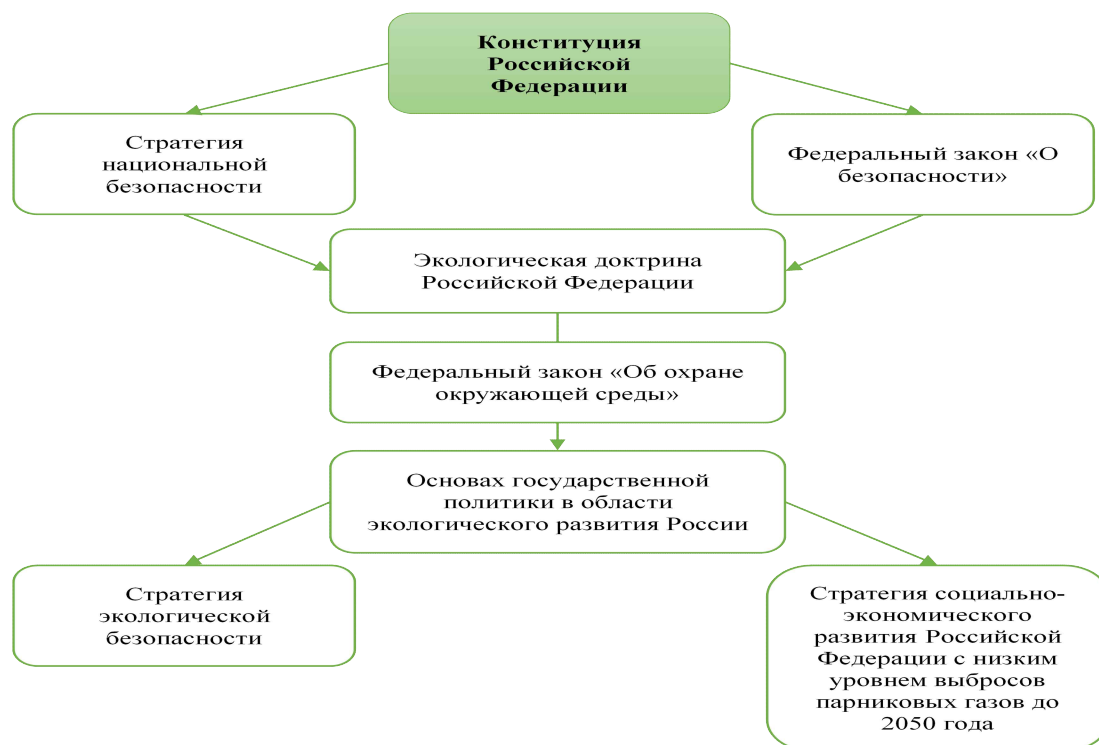 Конституция
Российской
Федерации
Стратегия
национальной
безопасности
Федеральный закон «О
безопасности»
Экологическая доктрина
Российской Федерации
Федеральный закон «Об охране
окружающей среды»
Основах государственной
политики в области
экологического развития России
Стратегия
экологической
безопасности
Стратегия социально-
экономического
развития Российской
Федерации с низким
уровнем выбросов
парниковых газов до
2050 года